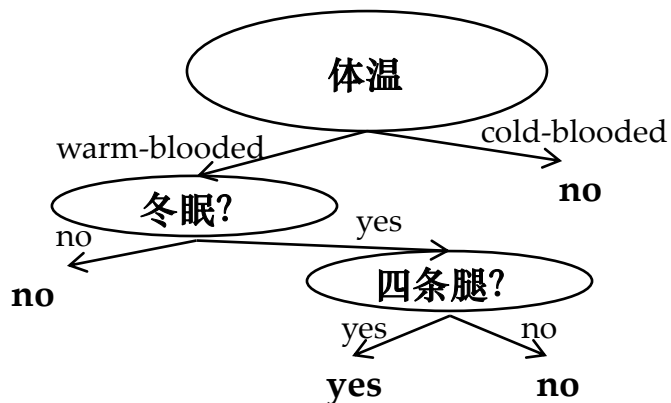 体温
warm-blooded
cold-blooded
冬眠?
no
no
yes
no
四条腿?
yes
no
yes
no